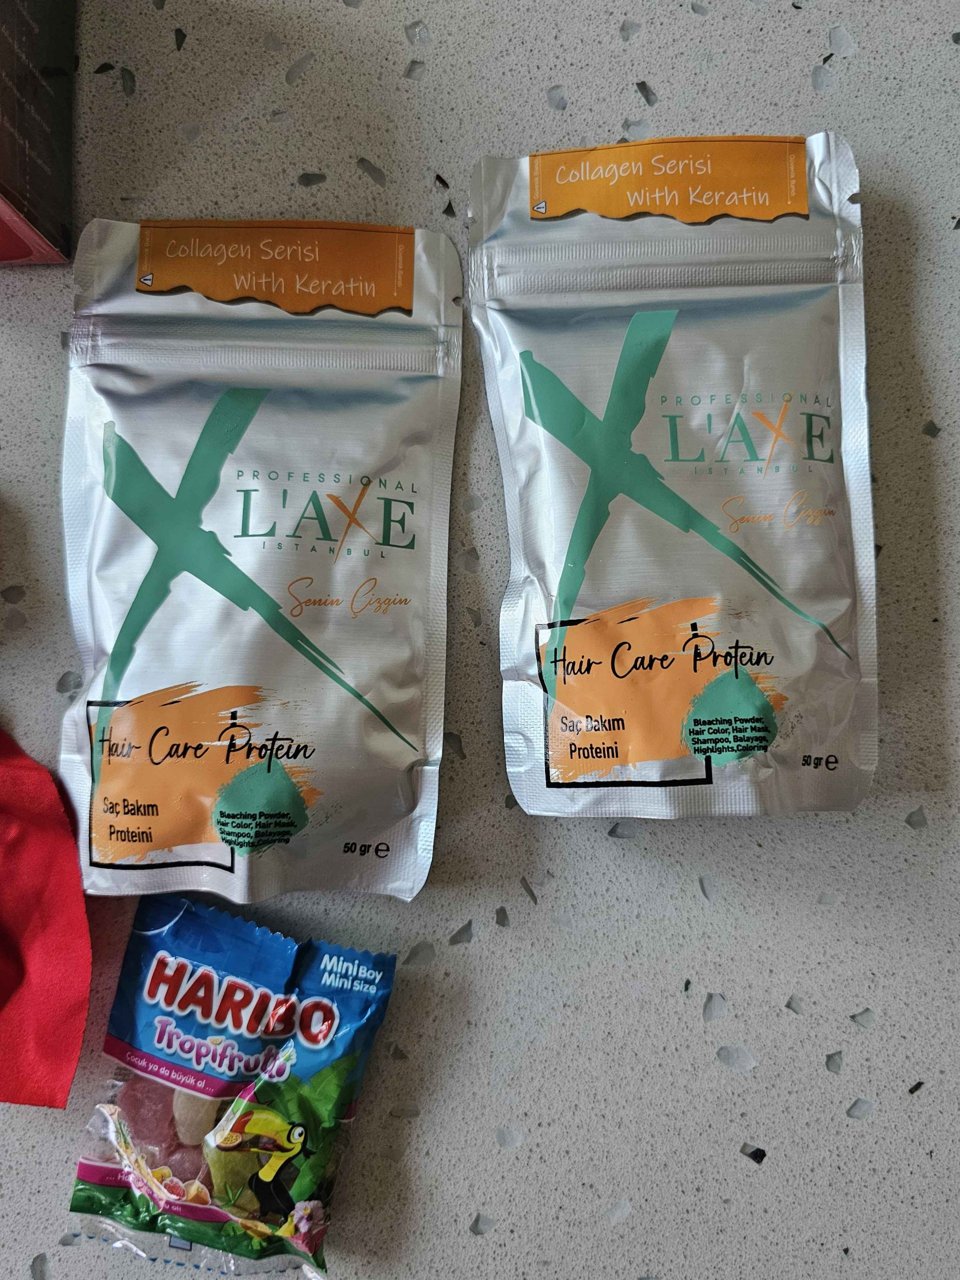 Collagen Serisi
With Keratin
PROFESSIONAL
L'AXE
İSTANBUL
Senin Çizgin
Hair Care Protein
Saç Bakım
Proteini
Bleaching Powder,
Hair Color, Hair Mask,
Shampoo, Balayage,
Highlights,Coloring
50 gr e
Collagen Serisi
With Keratin
PROFESSIONAL
L'AXE
İSTANBUL
Senin Çizgin
Hair Care Protein
Saç Bakım
Proteini
Bleaching Powder,
Hair Color, Hair Mask,
Shampoo, Balayage,
Highlights,Coloring
50 gr e
Mini Boy
Mini Size
HARIBO
Tropifrutti
Çocuk ya da büyük ol ...